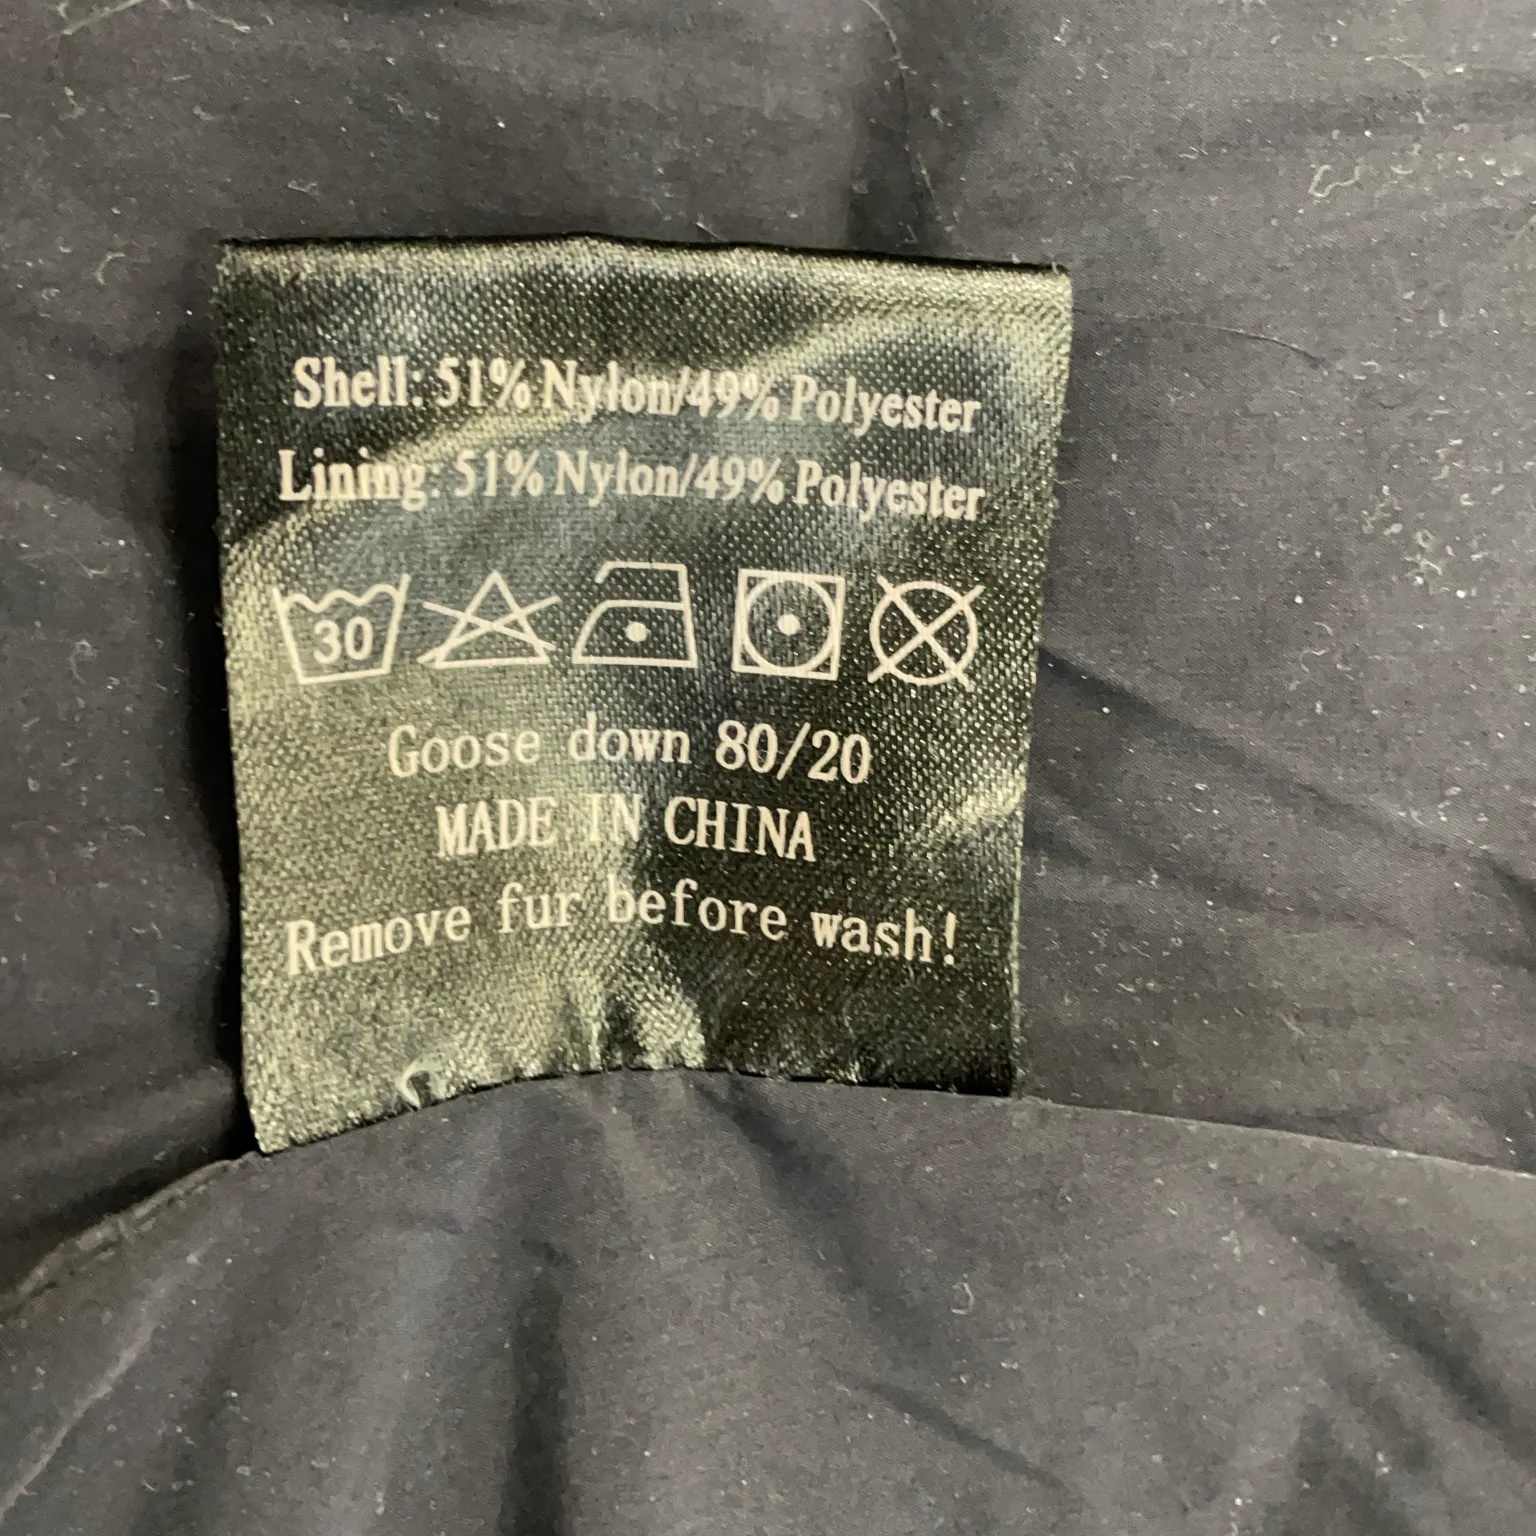 Shell: 51% Nylon/49% Polyester
Lining: 51% Nylon/49% Polyester
30
Goose down 80/20
MADE IN CHINA
Remove fur before wash!